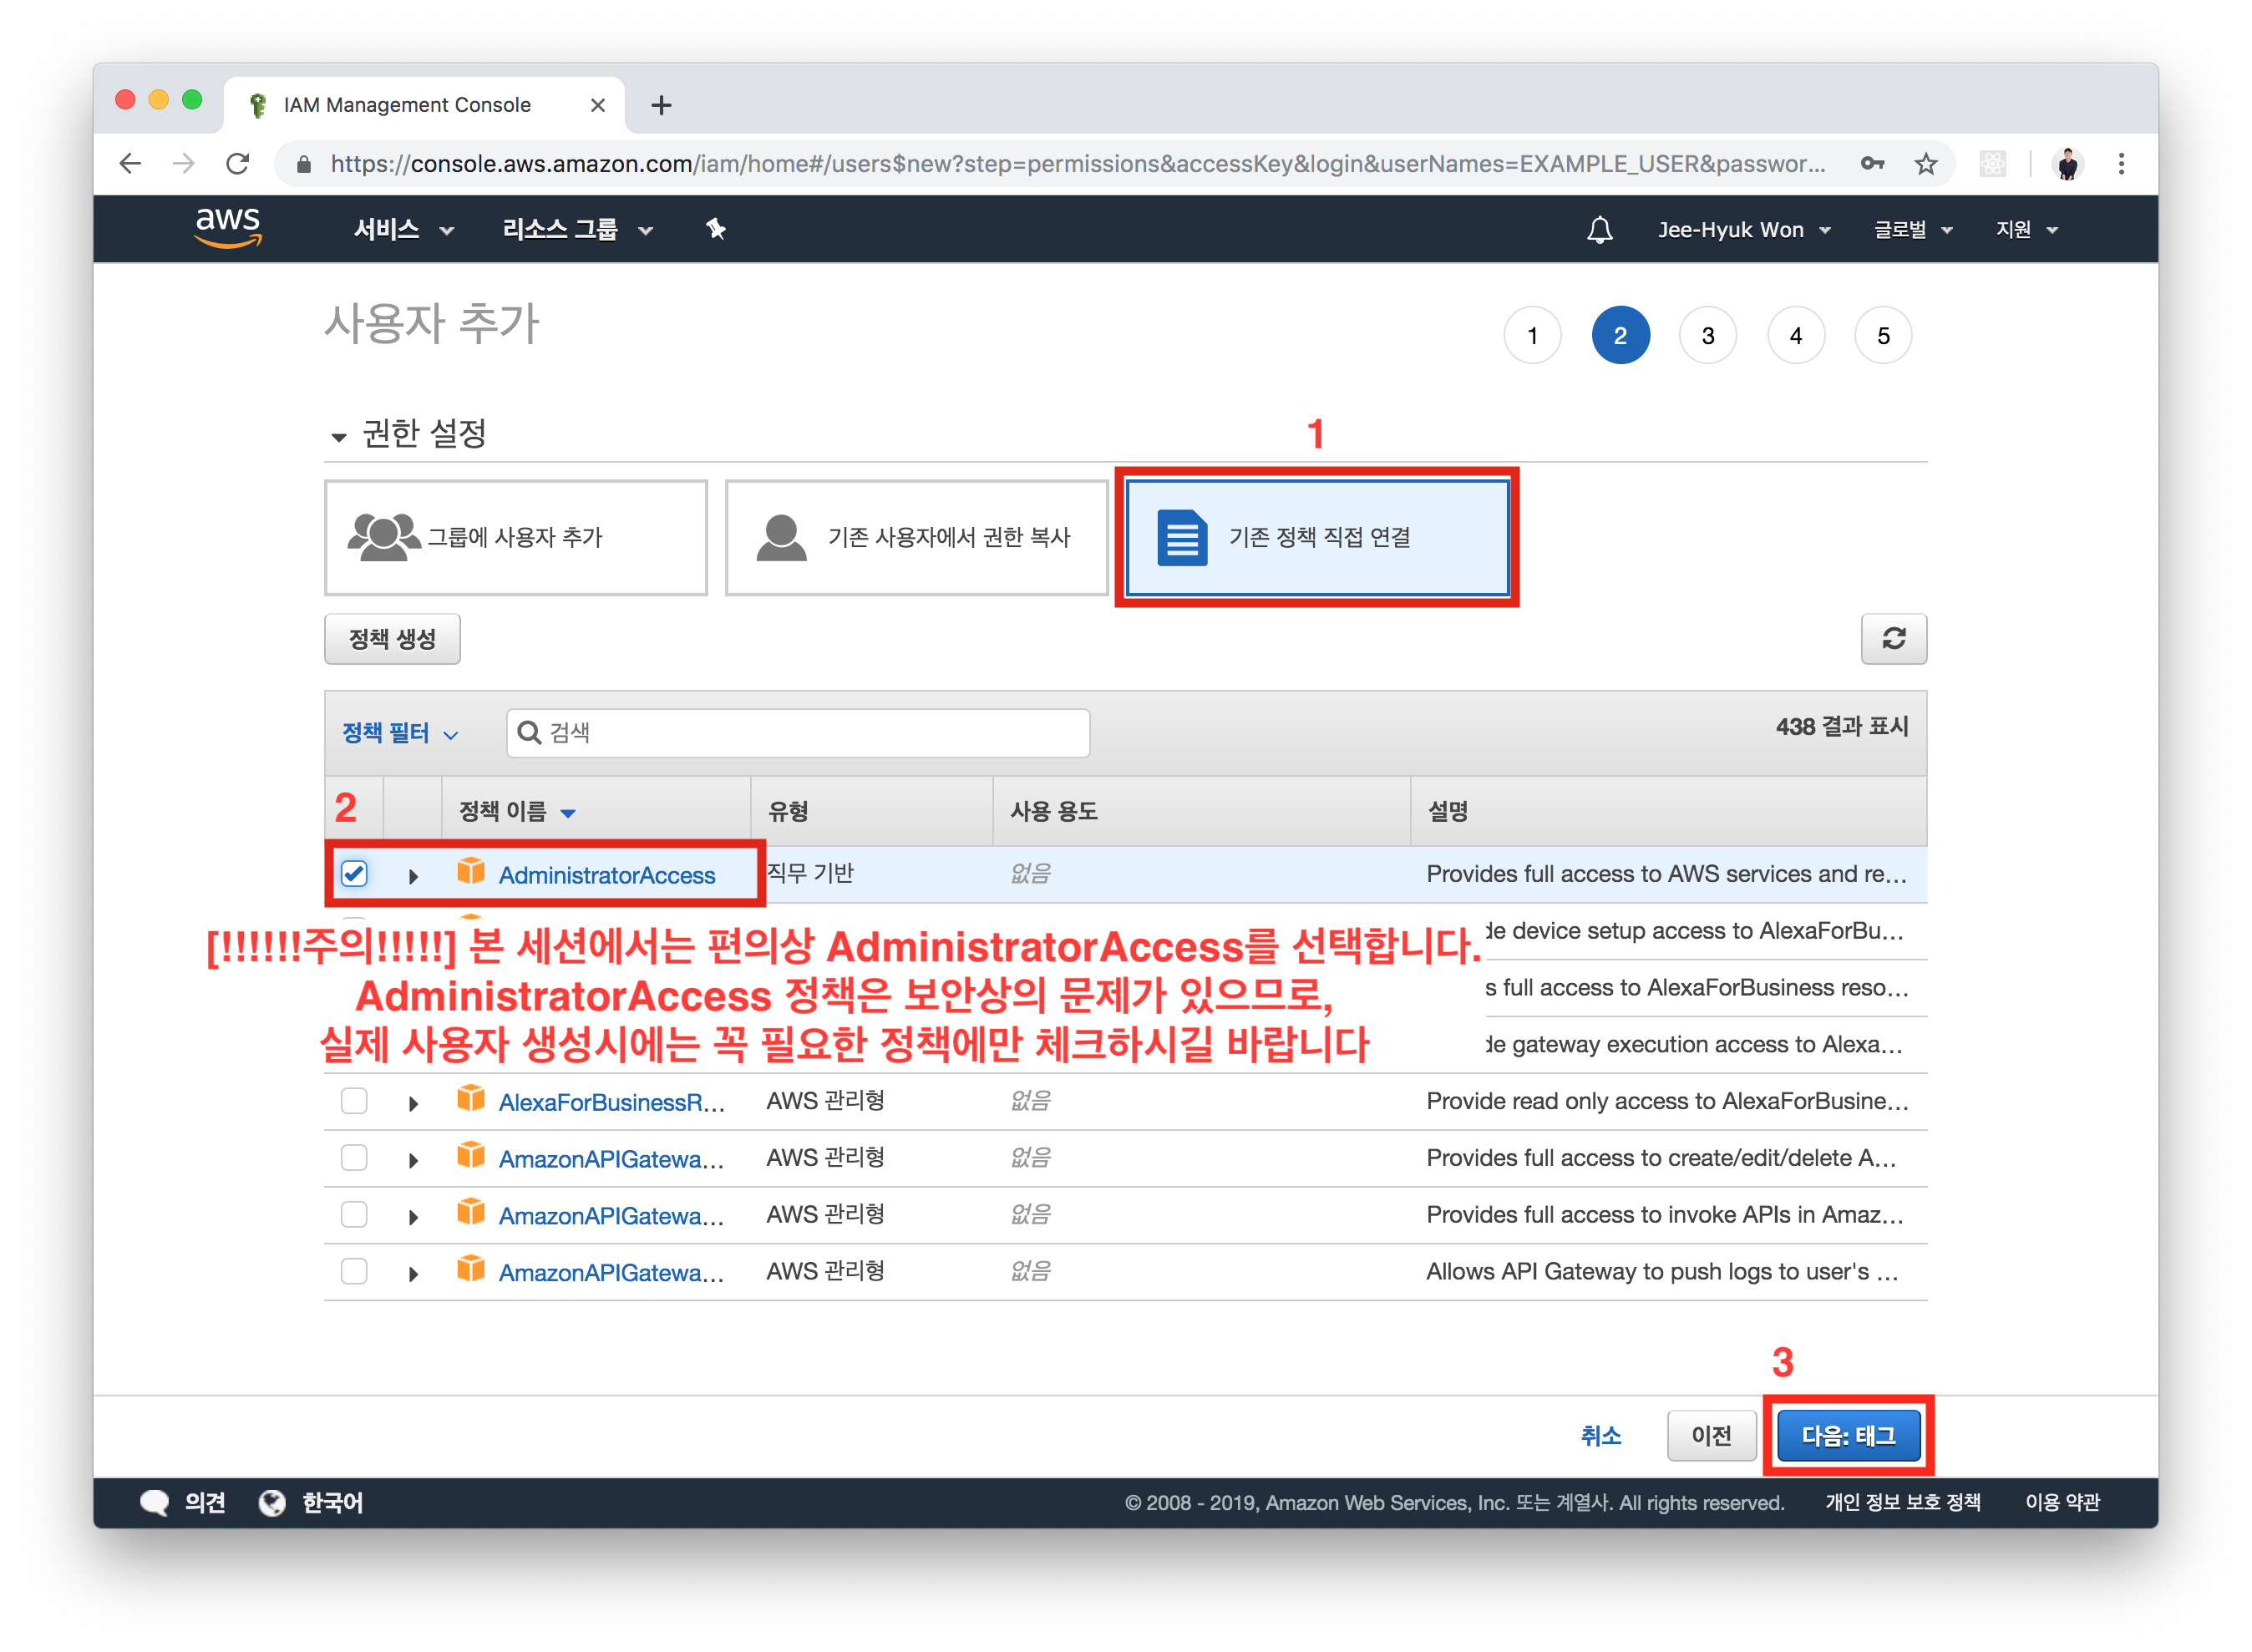 IAM Management Console
https://console.aws.amazon.com/iam/home#/users$new?step=permissions&accessKey&login&userNames=EXAMPLE_USER&passwor...
aws 서비스 리소스 그룹 Jee-Hyuk Won 글로벌 지원
사용자 추가 1 2 3 4 5
권한 설정
1
그룹에 사용자 추가 기존 사용자에서 권한 복사 기존 정책 직접 연결
정책 생성
정책 필터 검색 438 결과 표시
2 정책 이름 유형 사용 용도 설명
AdministratorAccess 직무 기반 없음 Provides full access to AWS services and re...
de device setup access to AlexaForBu...
[!!!!!!주의!!!!!] 본 세션에서는 편의상 AdministratorAccess를 선택합니다.
s full access to AlexaForBusiness reso...
AdministratorAccess 정책은 보안상의 문제가 있으므로,
de gateway execution access to Alexa...
실제 사용자 생성시에는 꼭 필요한 정책에만 체크하시길 바랍니다
AlexaForBusinessR... AWS 관리형 없음 Provide read only access to AlexaForBusine...
AmazonAPIGatewa... AWS 관리형 없음 Provides full access to create/edit/delete A...
AmazonAPIGatewa... AWS 관리형 없음 Provides full access to invoke APIs in Amaz...
AmazonAPIGatewa... AWS 관리형 없음 Allows API Gateway to push logs to user's ...
3
취소 이전 다음: 태그
의견 한국어 © 2008 - 2019, Amazon Web Services, Inc. 또는 계열사. All rights reserved. 개인 정보 보호 정책 이용 약관